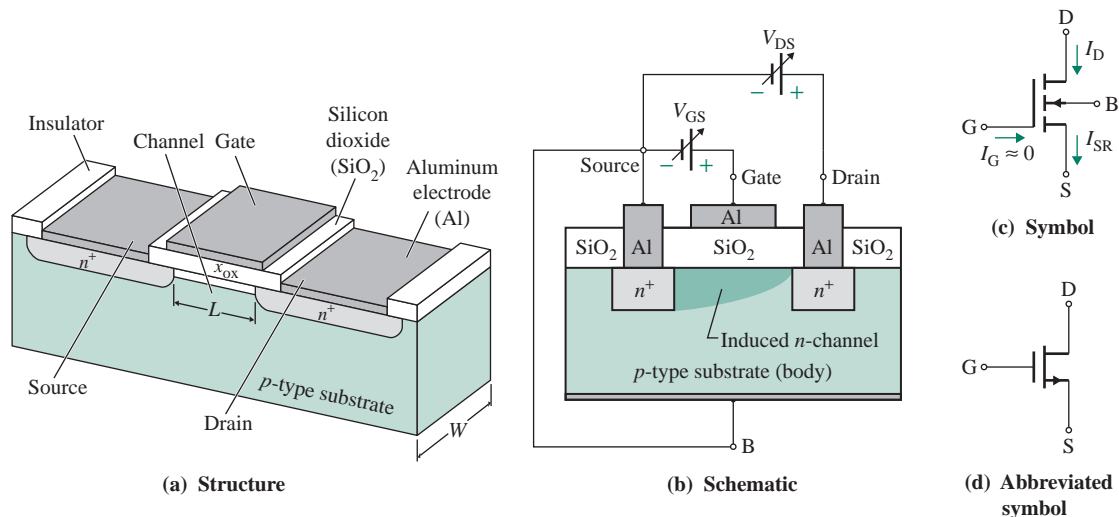 Insulator
Channel
Gate
Silicon
dioxide
(SiO2)
Aluminum
electrode
(Al)
n+
xox
L
n+
Source
Drain
p-type substrate
W
(a) Structure
VDS
− +
VGS
− +
Source
Gate
Drain
Al
SiO2 Al SiO2 Al SiO2
n+ n+
Induced n-channel
p-type substrate (body)
B
(b) Schematic
D
ID
B
G
IG ≈ 0
ISR
S
(c) Symbol
D
G
S
(d) Abbreviated
symbol